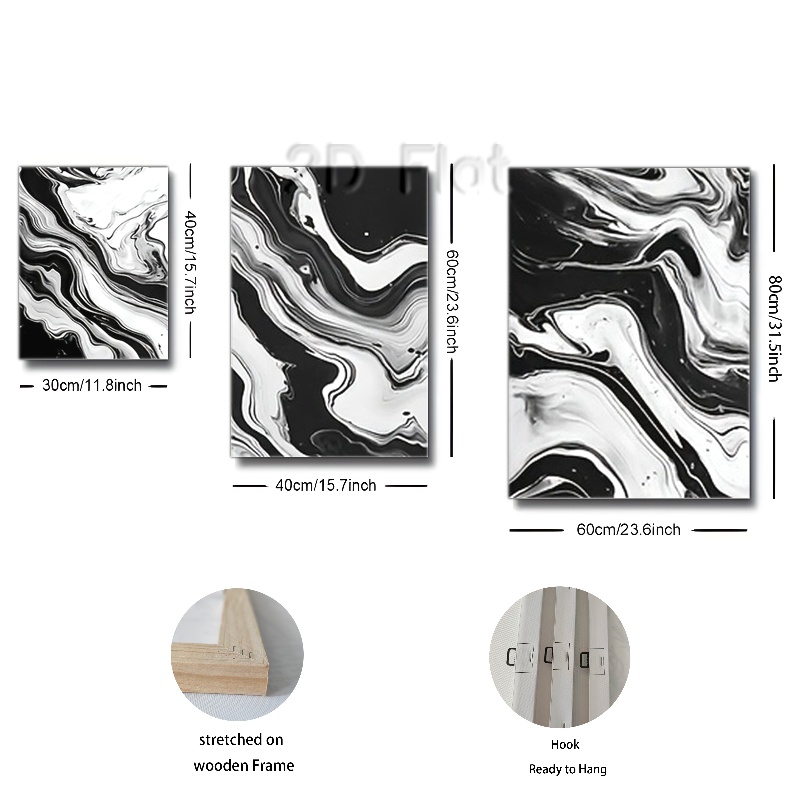 2D Flat
40cm/15.7inch
60cm/23.6inch
80cm/31.5inch
30cm/11.8inch
40cm/15.7inch
60cm/23.6inch
stretched on
wooden Frame
Hook
Ready to Hang